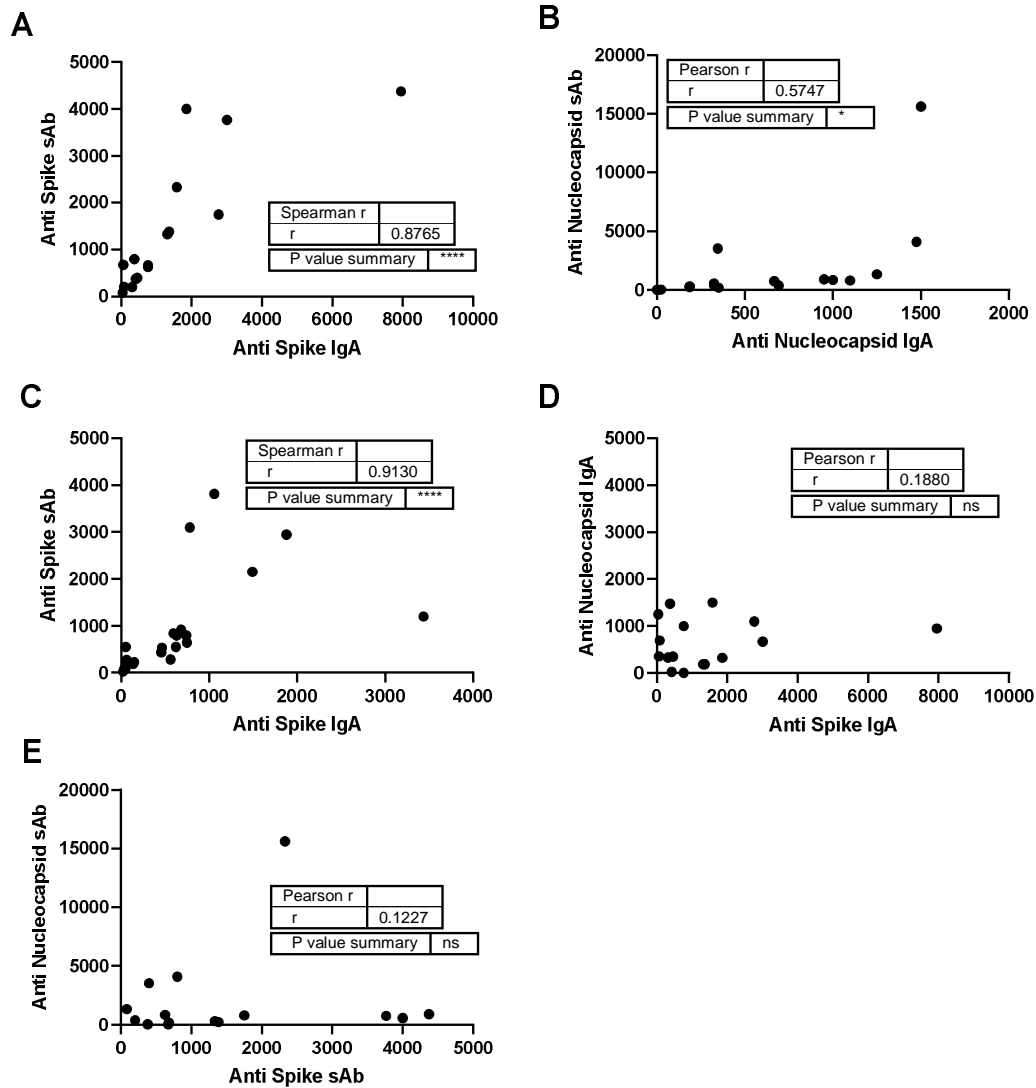 A
Anti Spike sAb
5000
4000
3000
2000
1000
0
0 2000 4000 6000 8000 10000
Anti Spike IgA
Spearman r
r 0.8765
P value summary ****
B
Anti Nucleocapsid sAb
20000
15000
10000
5000
0
0 500 1000 1500 2000
Anti Nucleocapsid IgA
Pearson r
r 0.5747
P value summary *
C
Anti Spike sAb
5000
4000
3000
2000
1000
0
0 1000 2000 3000 4000
Anti Spike IgA
Spearman r
r 0.9130
P value summary ****
D
Anti Nucleocapsid IgA
5000
4000
3000
2000
1000
0
0 2000 4000 6000 8000 10000
Anti Spike IgA
Pearson r
r 0.1880
P value summary ns
E
Anti Nucleocapsid sAb
20000
15000
10000
5000
0
0 1000 2000 3000 4000 5000
Anti Spike sAb
Pearson r
r 0.1227
P value summary ns